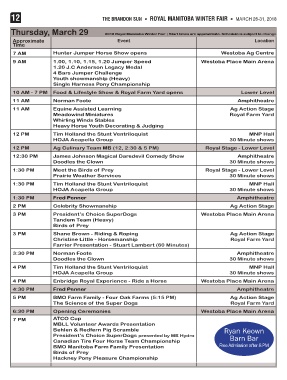 12 THE BRANDON SUN • ROYAL MANITOBA WINTER FAIR • MARCH 26-31, 2018
Thursday, March 29
Approximate Time Event Location
7 AM Hunter Jumper Horse Show opens Westoba Ag Centre
9 AM 1.00, 1.10, 1.15, 1.20 Jumper Speed Westoba Place Main Arena
1.20 J.C Anderson Legacy Medal
4 Bars Jumper Challenge
Youth showmanship (Heavy)
Single Harness Pony Championship
10 AM - 7 PM Food & Lifestyle Show & Royal Farm Yard opens Lower Level
11 AM Norman Foote Amphitheatre
11 AM Equine Assisted Learning Ag Action Stage
Meadowind Miniatures Royal Farm Yard
Whirling Winds Stables
Heavy Horse Youth Decorating & Judging
12 PM Tim Holland the Stunt Ventriloquist MNP Hall
HOJA Acapella Group 30 Minute shows
12 PM Ag Culinary Team MB (12, 2:30 & 5 PM) Royal Stage - Lower Level
12:30 PM James Johnson Magical Daredevil Comedy Show Amphitheatre
Doodles the Clown 30 Minute shows
1:30 PM Meet the Birds of Prey Royal Stage - Lower Level
Prairie Weather Services 30 Minute shows
1:30 PM Tim Holland the Stunt Ventriloquist MNP Hall
HOJA Acapella Group 30 Minute shows
1:30 PM Fred Penner Amphitheatre
2 PM Celebrity Showmanship Ag Action Stage
3 PM President's Choice SuperDogs Westoba Place Main Arena
Tandem Team (Heavy)
Birds of Prey
3 PM Shane Brown - Riding & Roping Ag Action Stage
Christine Little - Horsemanship Royal Farm Yard
Farrier Presentation - Stuart Lambert (60 Minutes)
3:30 PM Norman Foote Amphitheatre
Doodles the Clown 30 Minute shows
4 PM Tim Holland the Stunt Ventriloquist MNP Hall
HOJA Acapella Group 30 Minute shows
4 PM Enbridge Royal Experience - Ride a Horse Westoba Place Main Arena
4:30 PM Fred Penner Amphitheatre
5 PM BMO Farm Family - Four Oak Farms (5:15 PM) Ag Action Stage
The Science of the Super Dogs Royal Farm Yard
6:30 PM Opening Ceremonies Westoba Place Main Arena
7 PM ATCO Cup
MBLL Volunteer Awards Presentation
Sahlen & Redfern Pig Scramble
President's Choice SuperDogs presented by MB Hydro
Canadian Tire Four Horse Team Championship
BMO Manitoba Farm Family Presentation
Birds of Prey
Hackney Pony Pleasure Championship
Ryan Keown
Barn Bar
Free Admission after 8 PM